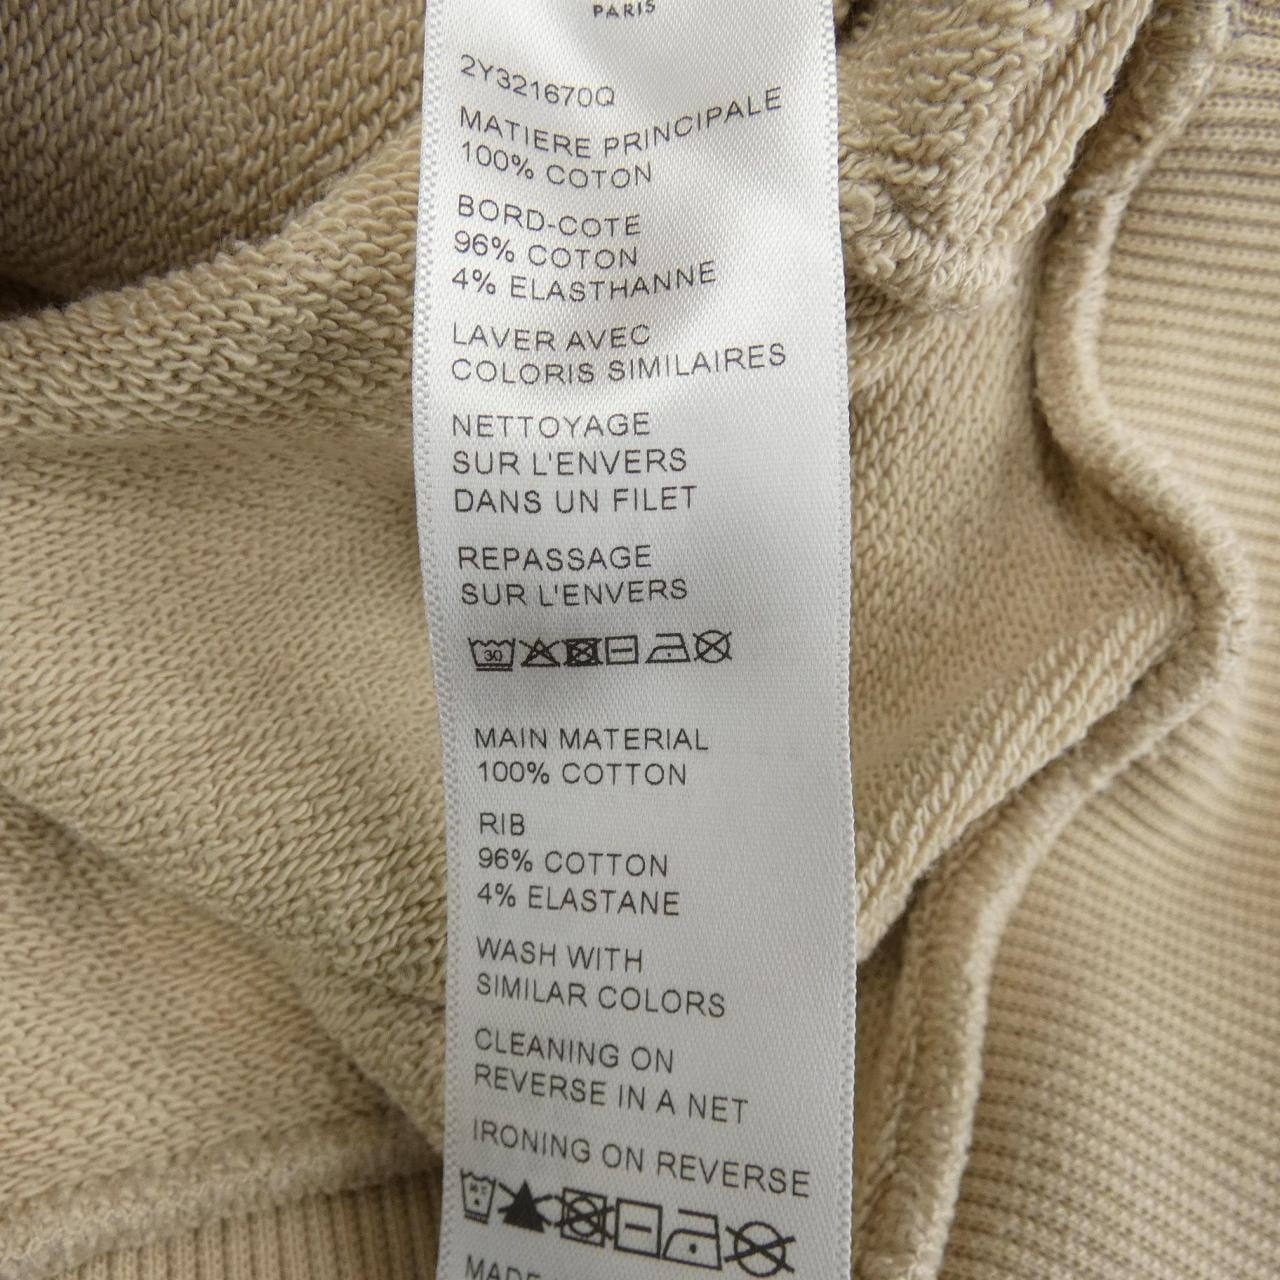 PARIS
2Y321670Q
MATIERE PRINCIPALE
100% COTON
BORD-COTE
96% COTON
4% ELASTHANNE
LAVER AVEC
COLORIS SIMILAIRES
NETTOYAGE
SUR L'ENVERS
DANS UN FILET
REPASSAGE
SUR L'ENVERS
30
MAIN MATERIAL
100% COTTON
RIB
96% COTTON
4% ELASTANE
WASH WITH
SIMILAR COLORS
CLEANING ON
REVERSE IN A NET
IRONING ON REVERSE
MADE